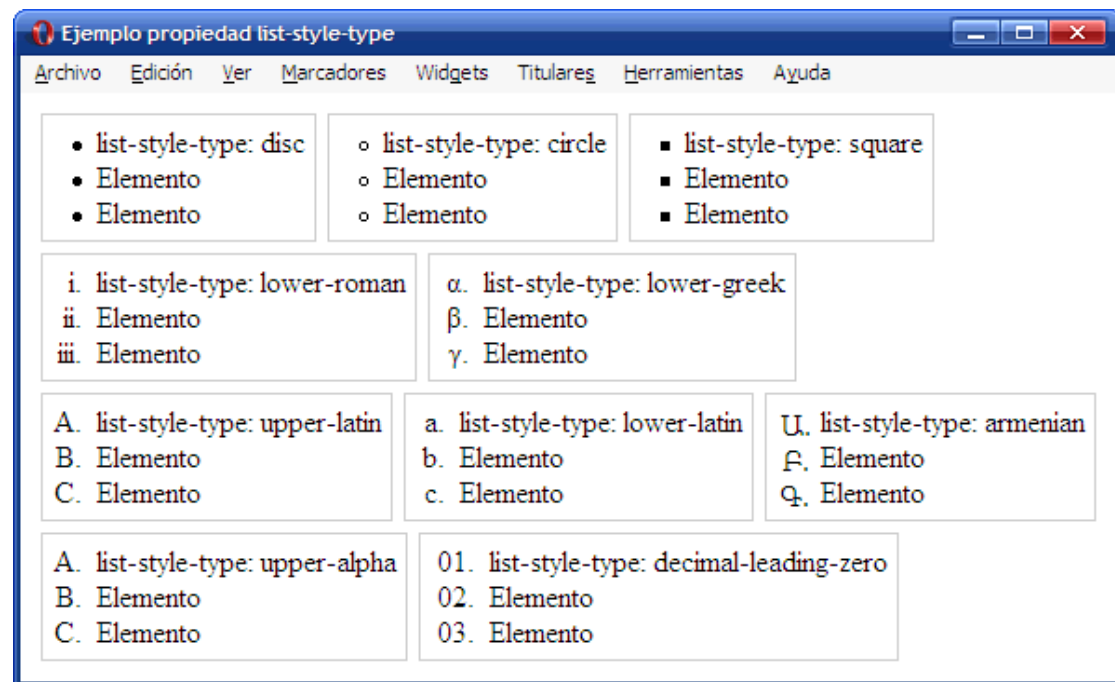 Ejemplo propiedad list-style-type
Archivo Edición Ver Marcadores Widgets Titulares Herramientas Ayuda
• list-style-type: disc
• Elemento
• Elemento
◦ list-style-type: circle
◦ Elemento
◦ Elemento
▪ list-style-type: square
▪ Elemento
▪ Elemento
i. list-style-type: lower-roman
ii. Elemento
iii. Elemento
α. list-style-type: lower-greek
β. Elemento
γ. Elemento
A. list-style-type: upper-latin
B. Elemento
C. Elemento
a. list-style-type: lower-latin
b. Elemento
c. Elemento
Ա. list-style-type: armenian
Բ. Elemento
Գ. Elemento
A. list-style-type: upper-alpha
B. Elemento
C. Elemento
01. list-style-type: decimal-leading-zero
02. Elemento
03. Elemento